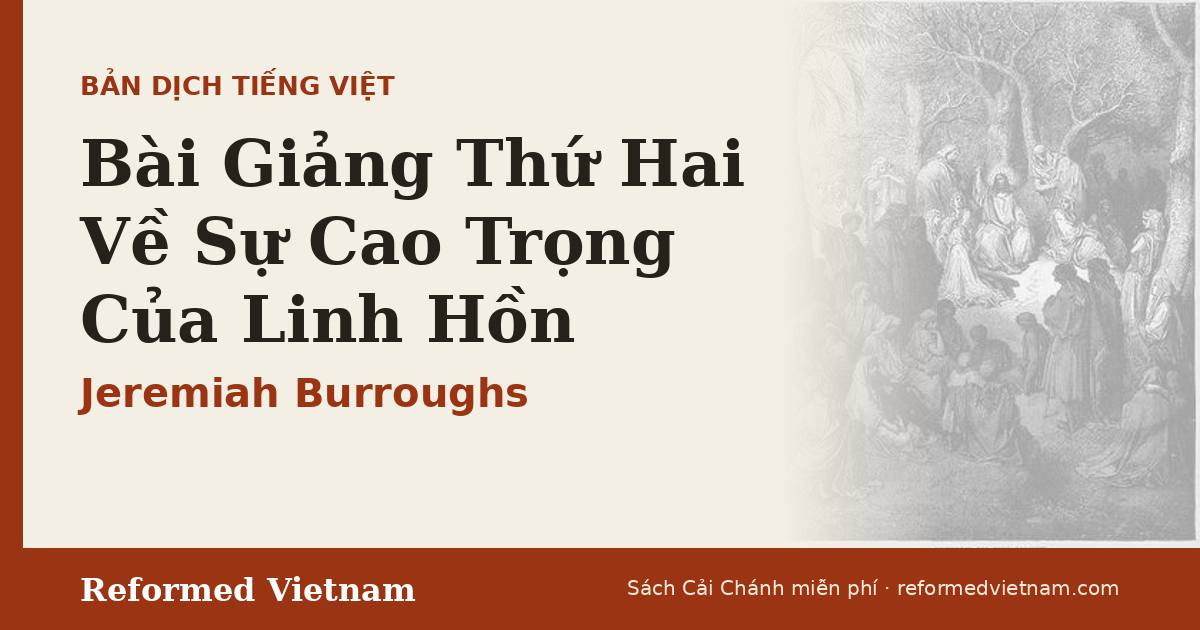 BẢN DỊCH TIẾNG VIỆT
Bài Giảng Thứ Hai
Về Sự Cao Trọng
Của Linh Hồn
Jeremiah Burroughs
Reformed Vietnam
Sách Cải Chánh miễn phí · reformedvietnam.com